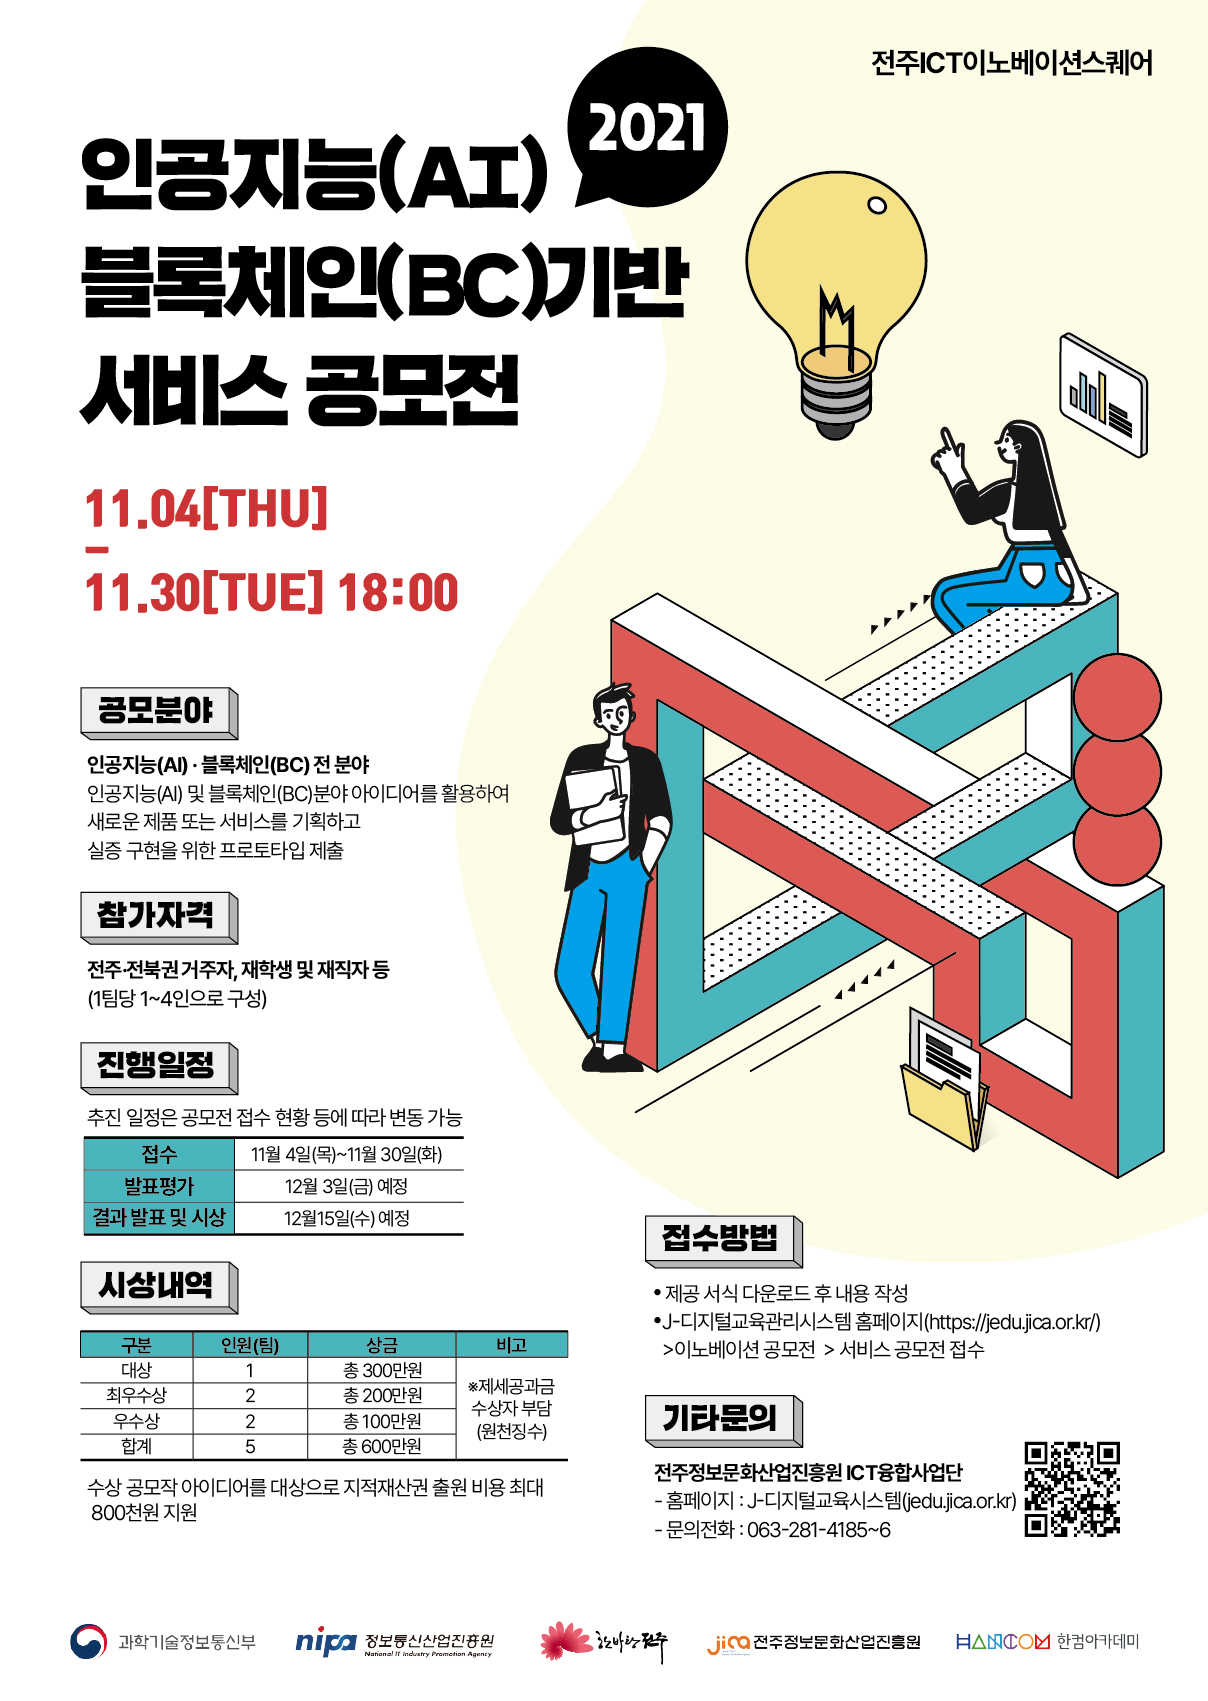 전주ICT이노베이션스퀘어
2021
인공지능(AI)
블록체인(BC)기반
서비스 공모전
11.04[THU]
–
11.30[TUE] 18:00
공모분야
인공지능(AI) · 블록체인(BC) 전 분야
인공지능(AI) 및 블록체인(BC)분야 아이디어를 활용하여
새로운 제품 또는 서비스를 기획하고
실증 구현을 위한 프로토타입 제출
참가자격
전주·전북권 거주자, 재학생 및 재직자 등
(1팀당 1~4인으로 구성)
진행일정
추진 일정은 공모전 접수 현황 등에 따라 변동 가능
접수 11월 4일(목)~11월 30일(화)
발표평가 12월 3일(금) 예정
결과 발표 및 시상 12월15일(수) 예정
시상내역
구분 인원(팀) 상금 비고
대상 1 총 300만원
최우수상 2 총 200만원
우수상 2 총 100만원
합계 5 총 600만원
※제세공과금
수상자 부담
(원천징수)
수상 공모작 아이디어를 대상으로 지적재산권 출원 비용 최대
800천원 지원
접수방법
• 제공 서식 다운로드 후 내용 작성
•J-디지털교육관리시스템 홈페이지(https://jedu.jica.or.kr/)
>이노베이션 공모전 > 서비스 공모전 접수
기타문의
전주정보문화산업진흥원 ICT융합사업단
- 홈페이지 : J-디지털교육시스템(jedu.jica.or.kr)
- 문의전화 : 063-281-4185~6
과학기술정보통신부
nipa 정보통신산업진흥원
National IT Industry Promotion Agency
한바탕 전주
jica 전주정보문화산업진흥원
HANCOM 한컴아카데미